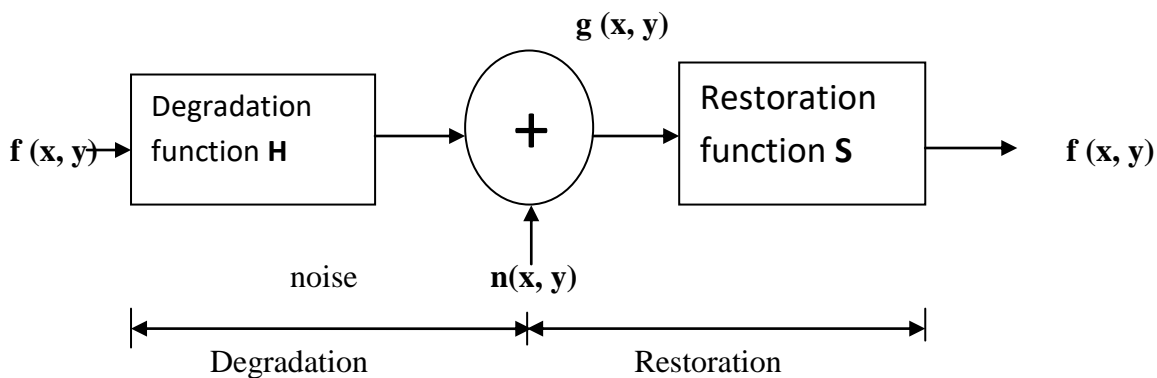 g (x, y)
Degradation
function H
Restoration
function S
+
f (x, y)
f (x, y)
noise
n(x, y)
Degradation
Restoration